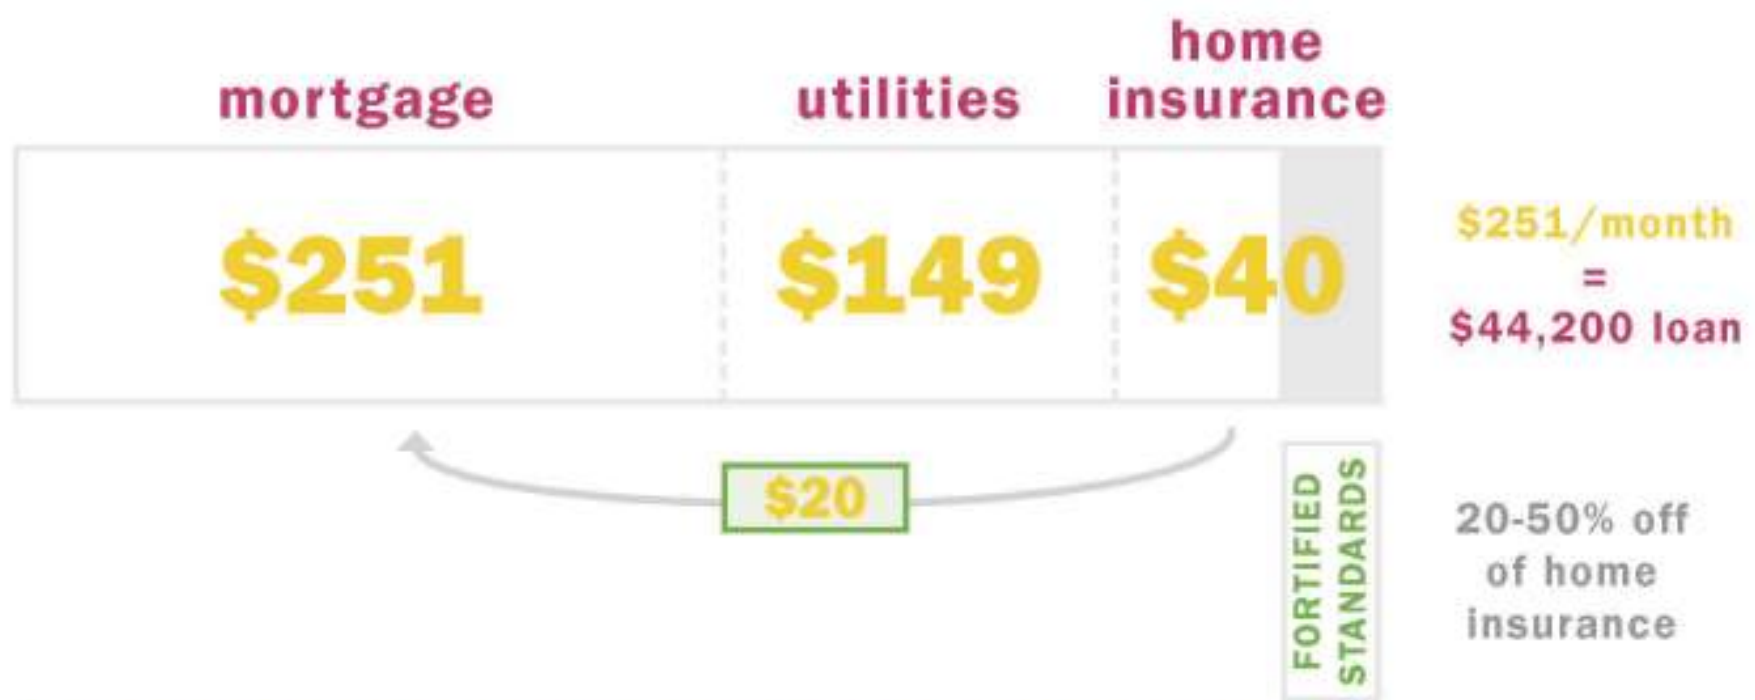 mortgage
utilities
home
insurance
$251
$149
$40
$251/month
=
$44,200 loan
$20
FORTIFIED
STANDARDS
20-50% off
of home
insurance